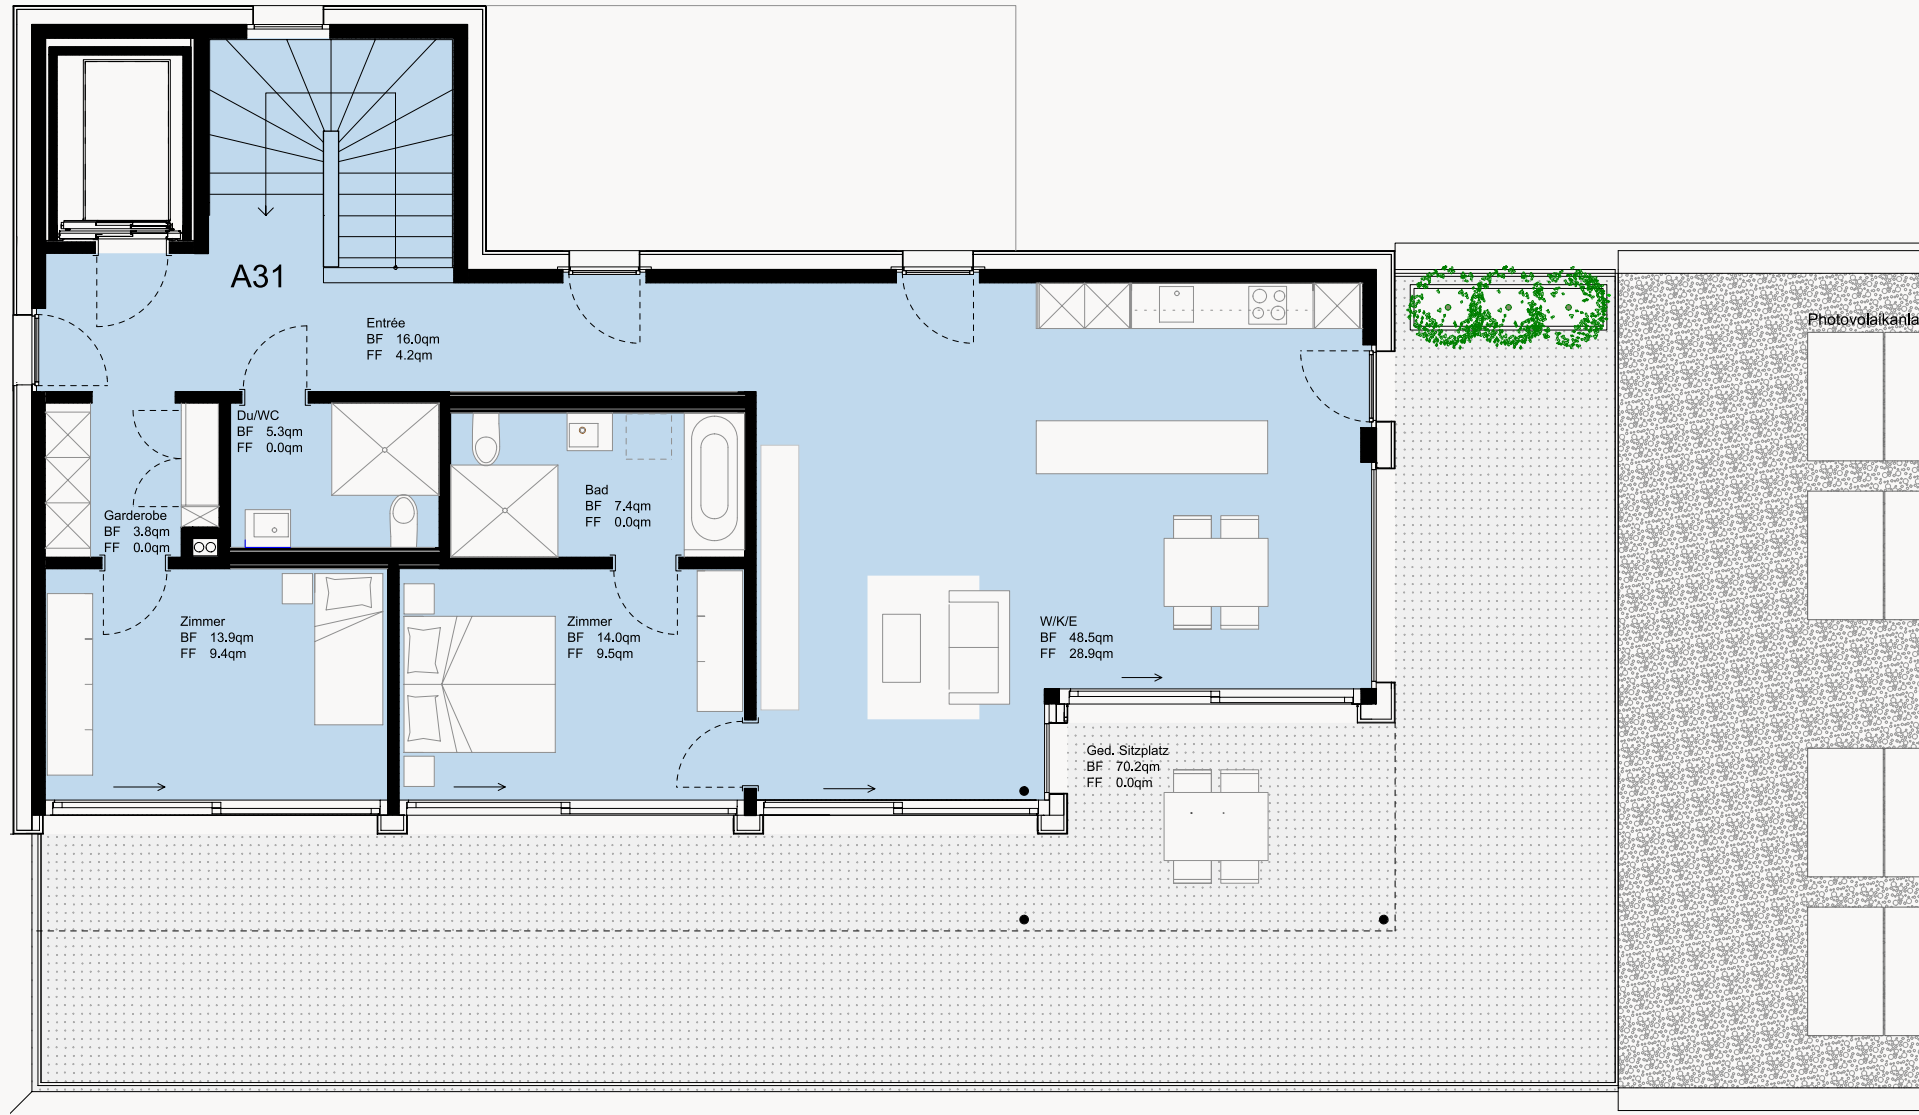 A31
Entrée
BF 16.0qm
FF 4.2qm
Photovolaikanla
Du/WC
BF 5.3qm
FF 0.0qm
Bad
BF 7.4qm
FF 0.0qm
Garderobe
BF 3.8qm
FF 0.0qm
Zimmer
BF 13.9qm
FF 9.4qm
Zimmer
BF 14.0qm
FF 9.5qm
W/K/E
BF 48.5qm
FF 28.9qm
Ged. Sitzplatz
BF 70.2qm
FF 0.0qm